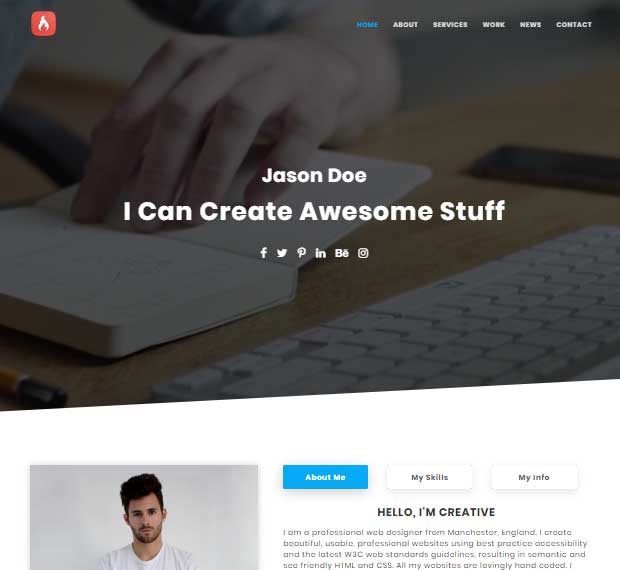 HOME ABOUT SERVICES WORK NEWS CONTACT
Jason Doe
I Can Create Awesome Stuff
Bē
About Me My Skills My Info
HELLO, I'M CREATIVE
I am a professional web designer from Manchester, England. I create
beautiful, usable, professional websites using best practice accessibility
and the latest W3C web standards guidelines, resulting in semantic and
seo friendly HTML and CSS. All my websites are lovingly hand coded. I